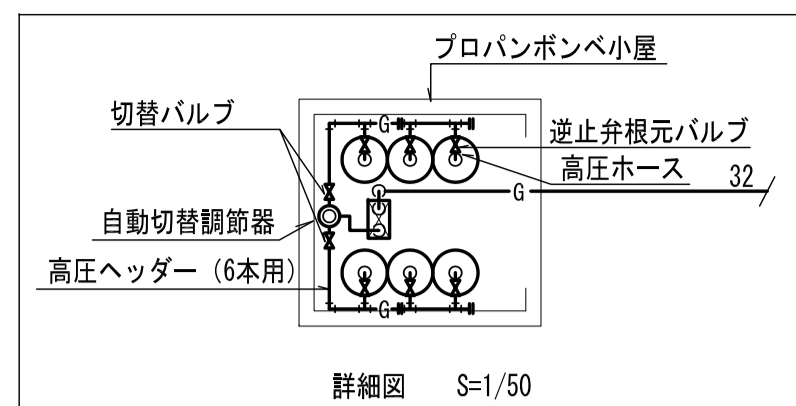 プロパンボンベ小屋
切替バルブ
G
逆止弁根元バルブ
高圧ホース
32
G
自動切替調節器
高圧ヘッダー（6本用）
G
詳細図 S=1/50